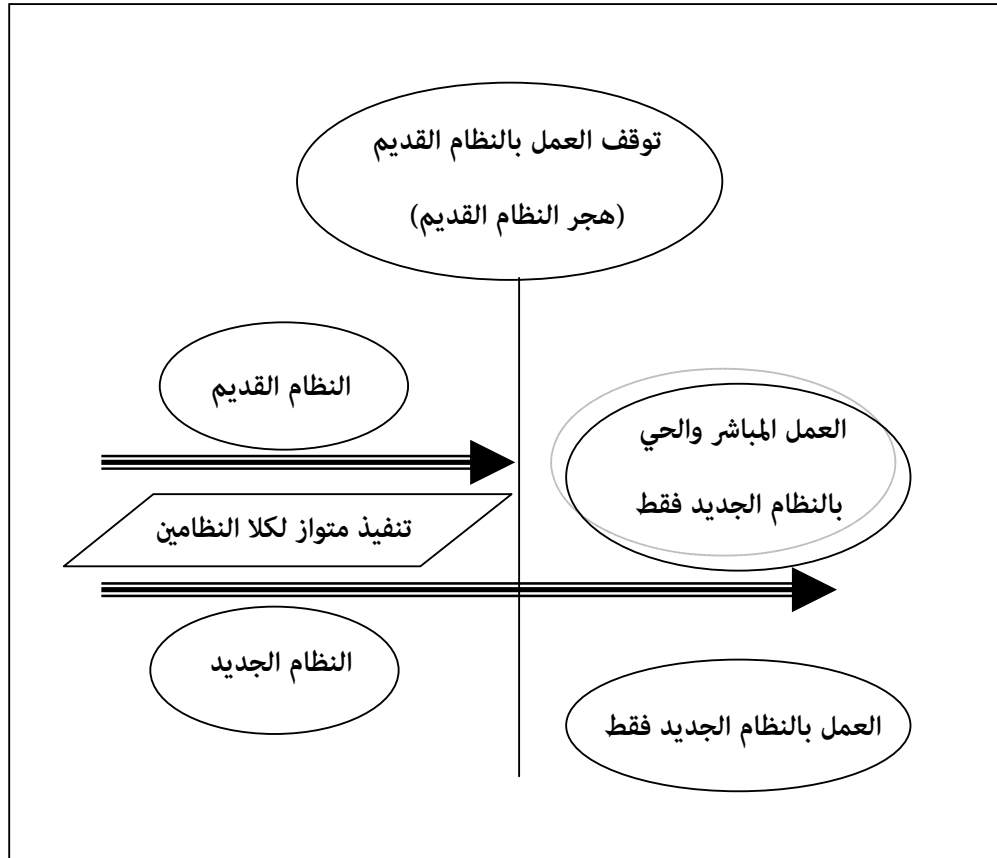 توقف العمل بالنظام القديم
(هجر النظام القديم)
النظام القديم
العمل المباشر والحي
بالنظام الجديد فقط
تنفيذ متواز لكلا النظامين
النظام الجديد
العمل بالنظام الجديد فقط